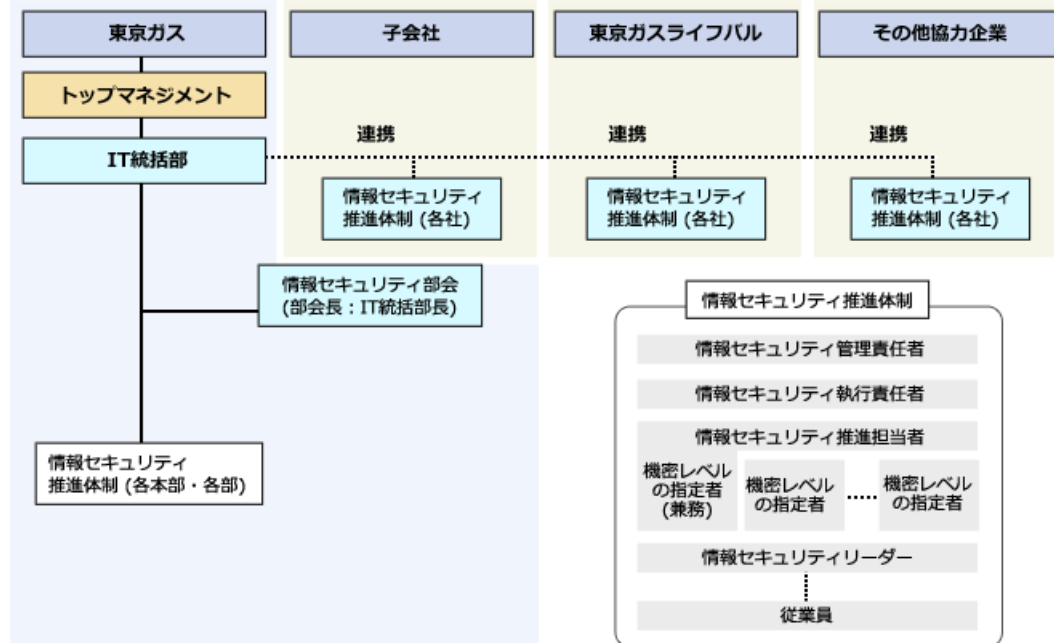 東京ガス
子会社
東京ガスライフバル
その他協力企業
トップマネジメント
IT統括部
連携
連携
連携
情報セキュリティ
推進体制 (各社)
情報セキュリティ
推進体制 (各社)
情報セキュリティ
推進体制 (各社)
情報セキュリティ部会
(部会長：IT統括部長)
情報セキュリティ
推進体制 (各本部・各部)
情報セキュリティ推進体制
情報セキュリティ管理責任者
情報セキュリティ執行責任者
情報セキュリティ推進担当者
機密レベル
の指定者
(兼務)
機密レベル
の指定者
機密レベル
の指定者
情報セキュリティリーダー
従業員